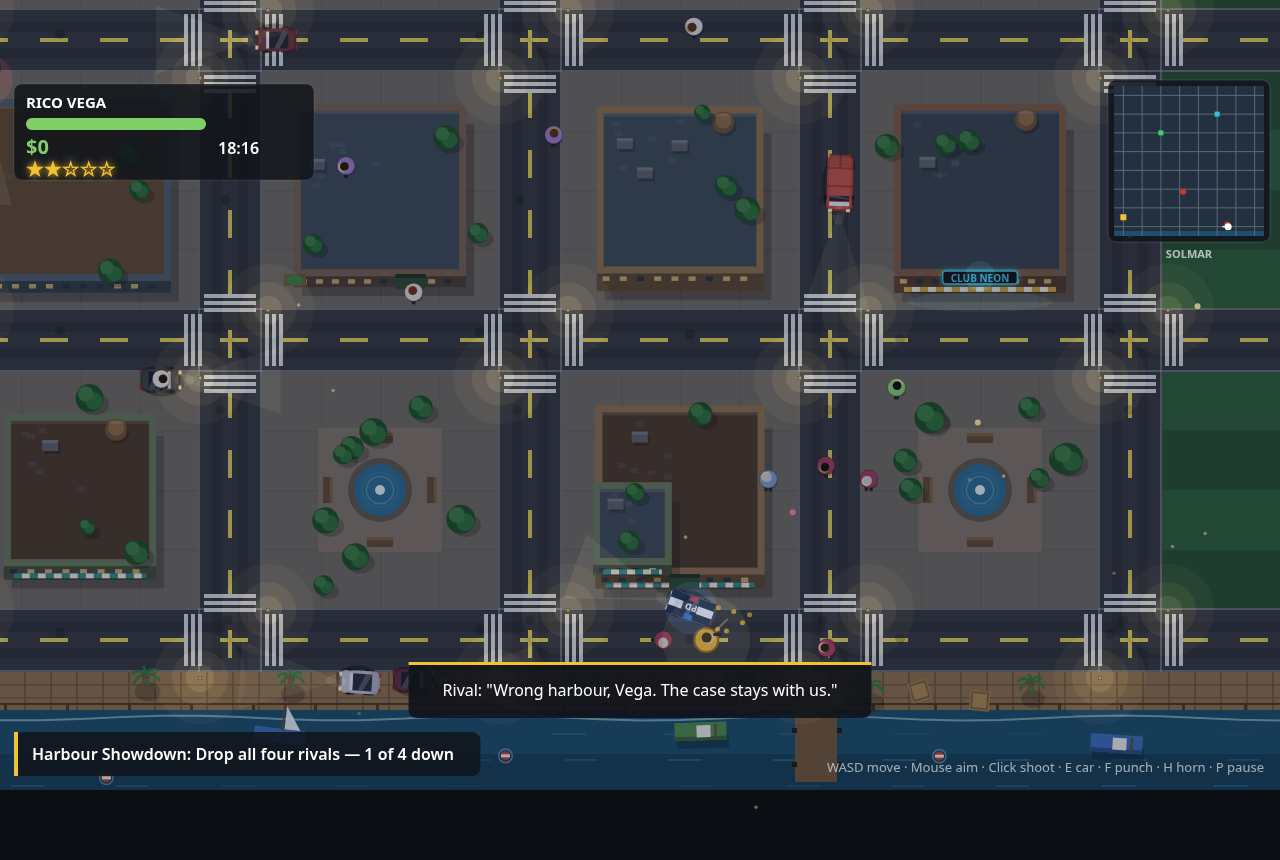 RICO VEGA
$0
18:16
SOLMAR
CLUB NEON
PD
Rival: "Wrong harbour, Vega. The case stays with us."
Harbour Showdown: Drop all four rivals — 1 of 4 down
WASD move · Mouse aim · Click shoot · E car · F punch · H horn · P pause